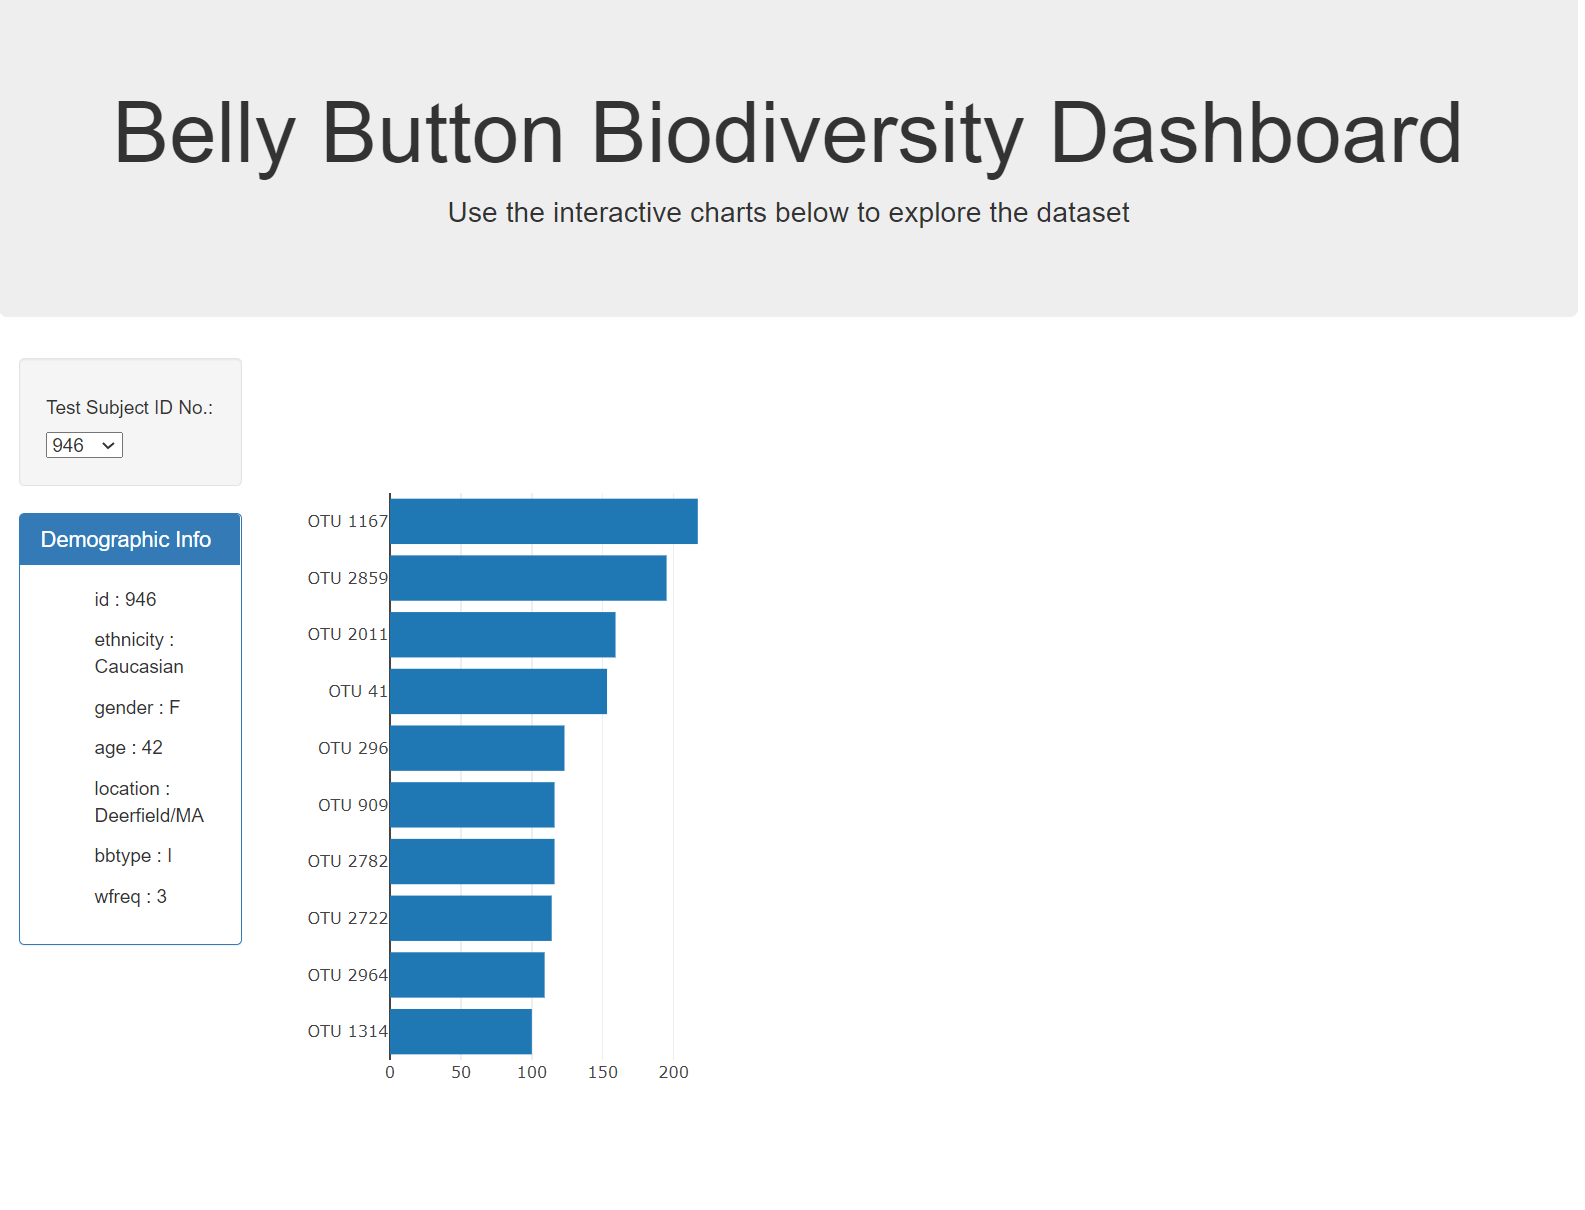 Belly Button Biodiversity Dashboard
Use the interactive charts below to explore the dataset
Test Subject ID No.:
946
Demographic Info
id : 946
ethnicity :
Caucasian
gender : F
age : 42
location :
Deerfield/MA
bbtype : I
wfreq : 3
OTU 1167
OTU 2859
OTU 2011
OTU 41
OTU 296
OTU 909
OTU 2782
OTU 2722
OTU 2964
OTU 1314
0 50 100 150 200